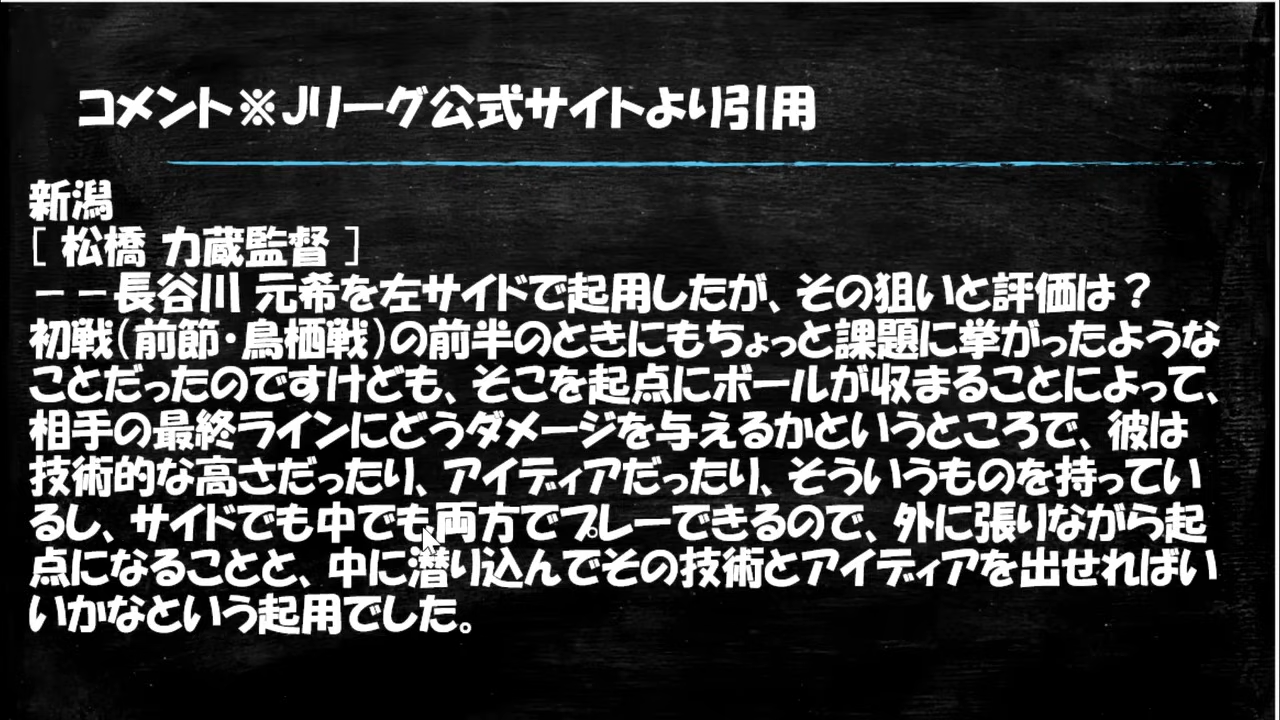 コメント※Jリーグ公式サイトより引用
新潟
[ 松橋 力蔵監督 ]
－－長谷川 元希を左サイドで起用したが、その狙いと評価は？
初戦(前節・鳥栖戦)の前半のときにもちょっと課題に挙がったような
ことだったのですけども、そこを起点にボールが収まることによって、
相手の最終ラインにどうダメージを与えるかというところで、彼は
技術的な高さだったり、アイディアだったり、そういうものを持ってい
るし、サイドでも中でも両方でプレーできるので、外に張りながら起
点になることと、中に潜り込んでその技術とアイディアを出せればい
いかなという起用でした。